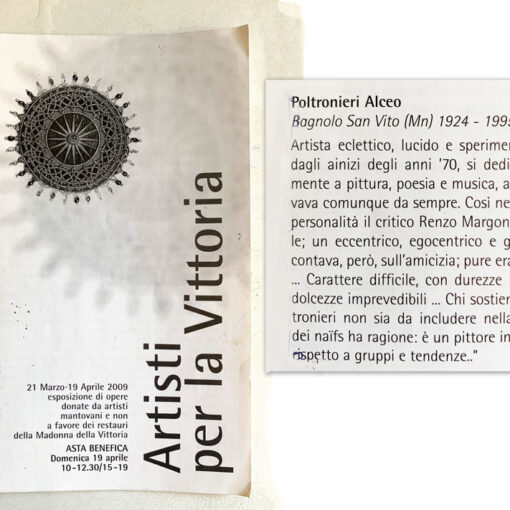 Artisti
per la Vittoria
21 Marzo-19 Aprile 2009
esposizione di opere
donate da artisti
mantovani e non
a favore dei restauri
della Madonna della Vittoria
ASTA BENEFICA
Domenica 19 aprile
10-12.30/15-19
Poltronieri Alceo
Bagnolo San Vito (Mn) 1924 - 1995
Artista eclettico, lucido e sperimen
dagli ainizi degli anni '70, si dedi
mente a pittura, poesia e musica, a
vava comunque da sempre. Così ne
personalità il critico Renzo Margon
le; un eccentrico, egocentrico e g
contava, però, sull'amicizia; pure era
... Carattere difficile, con durezze
dolcezze imprevedibili ... Chi sostien
tronieri non sia da includere nella
dei naïfs ha ragione: è un pittore in
rispetto a gruppi e tendenze.."